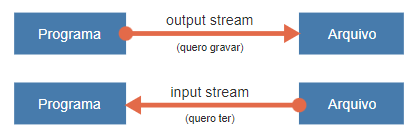 output stream
Programa
Arquivo
(quero gravar)
input stream
Programa
Arquivo
(quero ter)